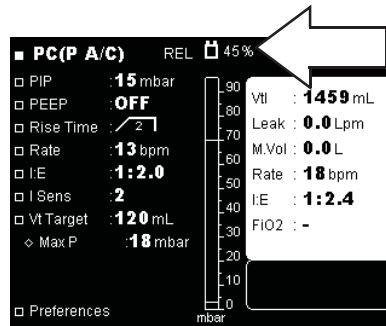 PC(P A/C) REL 45%
PIP :15 mbar
PEEP :OFF
Rise Time : 2
Rate :13 bpm
I:E :1:2.0
I Sens :2
Vt Target :120 mL
Max P :18 mbar
Preferences
90
80
70
60
50
40
30
20
10
0
mbar
VtI : 1459 mL
Leak : 0.0 Lpm
M.Vol : 0.0 L
Rate : 18 bpm
I:E : 1:2.4
FiO2 : -